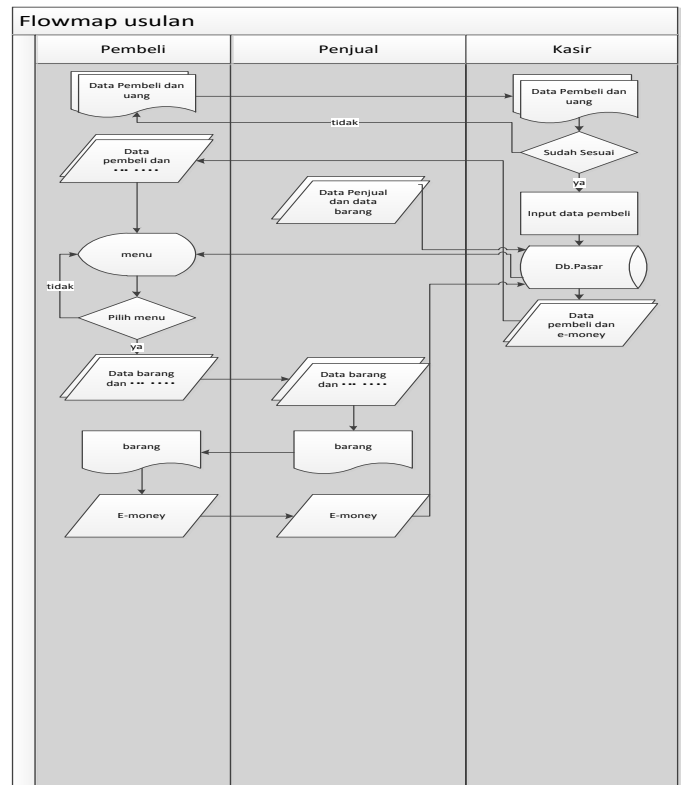 Flowmap usulan
Pembeli
Penjual
Kasir
Data Pembeli dan
uang
Data Pembeli dan
uang
tidak
Data
pembeli dan
Sudah Sesuai
ya
Data Penjual
dan data
barang
Input data pembeli
menu
Db.Pasar
tidak
Pilih menu
Data
pembeli dan
e-money
ya
Data barang
dan
Data barang
dan
barang
barang
E-money
E-money